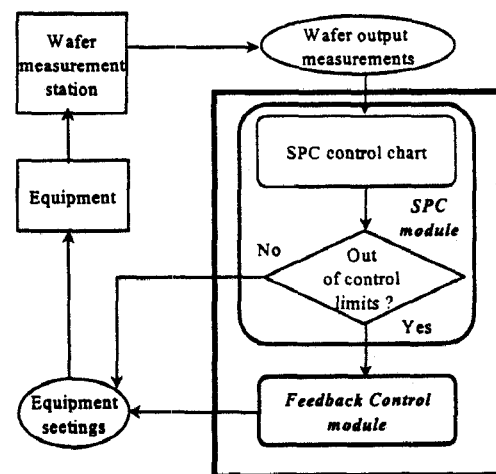 Wafer
measurement
station
Wafer output
measurements
SPC control chart
Equipment
SPC
module
No
Out
of control
limits ?
Yes
Equipment
seetings
Feedback Control
module